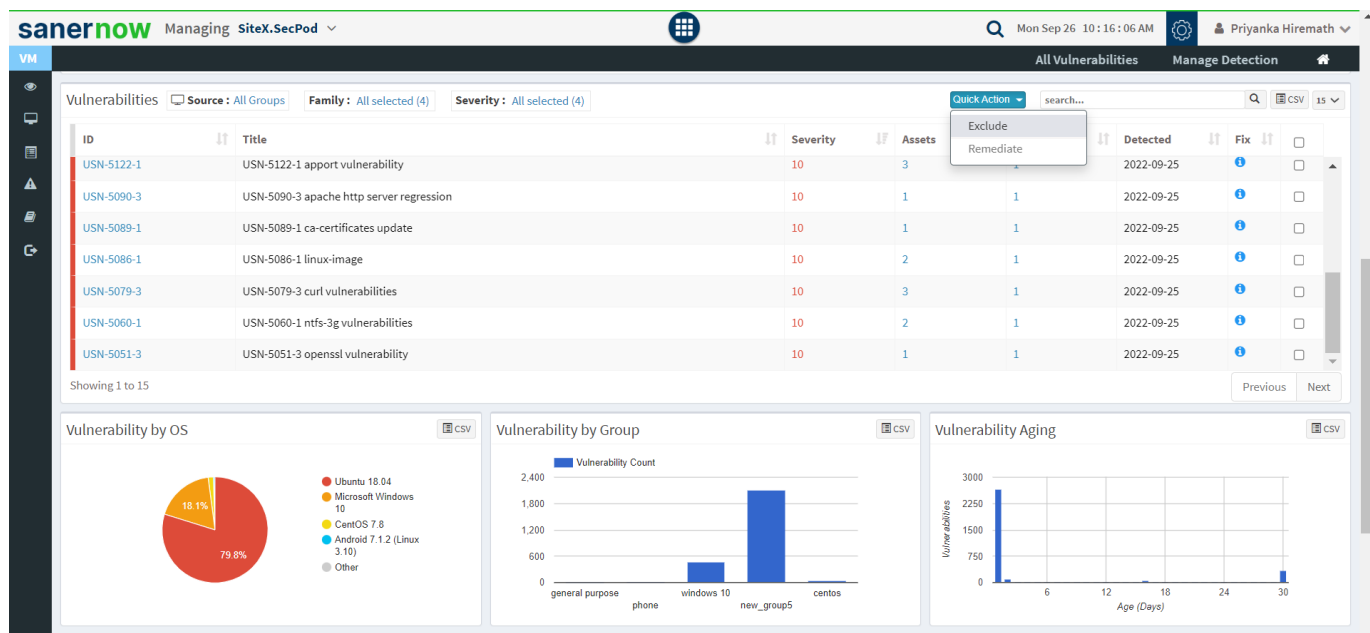 sanernow Managing SiteX.SecPod Mon Sep 26 10:16:06 AM Priyanka Hiremath
VM All Vulnerabilities Manage Detection
Vulnerabilities Source : All Groups Family : All selected (4) Severity : All selected (4) Quick Action search... CSV 15
Exclude
Remediate
ID Title Severity Assets Detected Fix
USN-5122-1 USN-5122-1 apport vulnerability 10 3 2022-09-25
USN-5090-3 USN-5090-3 apache http server regression 10 1 1 2022-09-25
USN-5089-1 USN-5089-1 ca-certificates update 10 1 1 2022-09-25
USN-5086-1 USN-5086-1 linux-image 10 2 1 2022-09-25
USN-5079-3 USN-5079-3 curl vulnerabilities 10 3 1 2022-09-25
USN-5060-1 USN-5060-1 ntfs-3g vulnerabilities 10 2 1 2022-09-25
USN-5051-3 USN-5051-3 openssl vulnerability 10 1 1 2022-09-25
Showing 1 to 15 Previous Next
Vulnerability by OS CSV
18.1%
79.8%
Ubuntu 18.04
Microsoft Windows
10
CentOS 7.8
Android 7.1.2 (Linux
3.10)
Other
Vulnerability by Group CSV
Vulnerability Count
2,400
1,800
1,200
600
0
general purpose windows 10 centos
phone new_group5
Vulnerability Aging CSV
Vulnerabilities
3000
2250
1500
750
0
6 12 18 24 30
Age (Days)